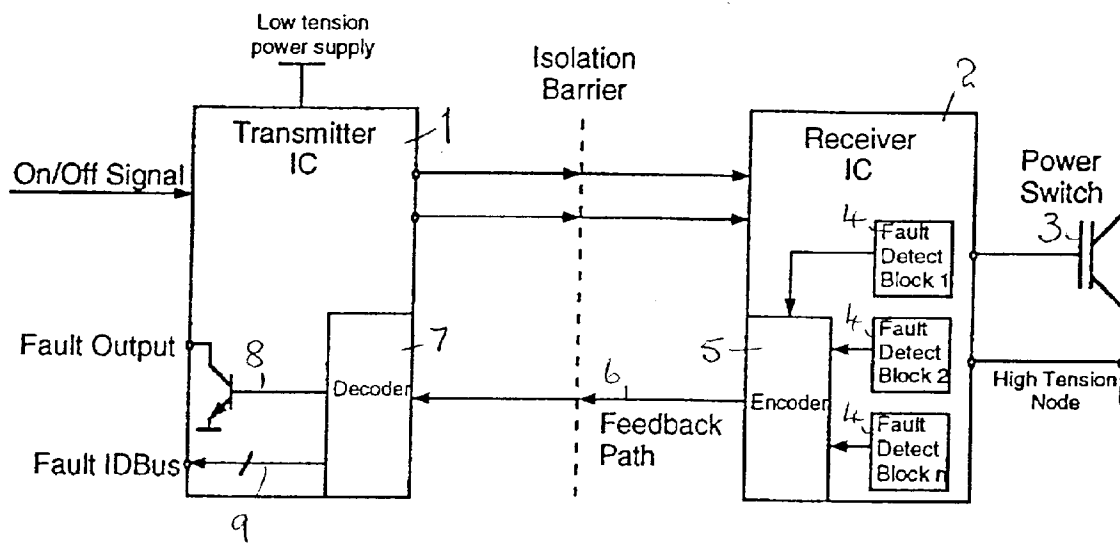 Low tension
power supply
Isolation
Barrier
1
2
Transmitter
IC
Receiver
IC
Power
Switch
On/Off Signal
3
4
Fault
Detect
Block 1
Fault Output
8
7
5
4
Fault
Detect
Block 2
Decoder
6
Encoder
High Tension
Node
Feedback
Path
4
Fault
Detect
Block n
Fault IDBus
9